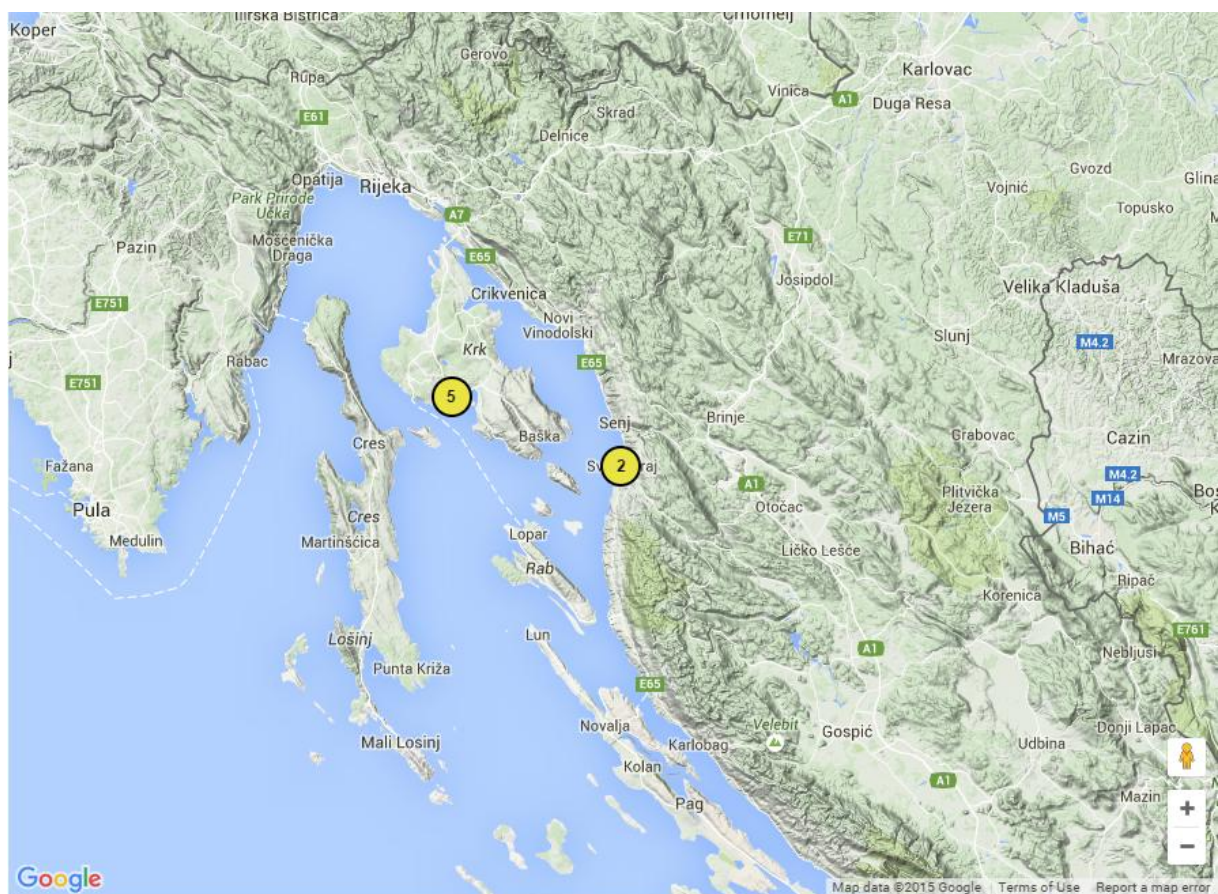 Koper
Ilirska Bistrica
Črnomelj
Gerovo
Rupa
Karlovac
Vinica
A1
Duga Resa
Skrad
E61
Delnice
Gvozd
Opatija
Rijeka
Vojnić
Glina
Park Prirode
Učka
Topusko
A7
Pazin
Mošćenička
Draga
E71
E65
Josipdol
Velika Kladuša
Crikvenica
E751
Novi
Vinodolski
Slunj
M4.2
Krk
Rabac
E65
Mrazova
E751
5
Senj
Brinje
Baška
Grabovac
Cres
Cazin
Fažana
2
M4.2
A1
Plitvička
Jezera
M14
Pula
Cres
Otočac
M5
Medulin
Martinšćica
Lopar
Ličko Lešće
Bihać
Rab
Ripač
Korenica
Lošinj
Lun
E761
A1
Nebljusi
Punta Križa
E65
Novalja
Velebit
Gospić
Donji Lapac
Mali Losinj
Karlobag
Udbina
Kolan
A1
Pag
Mazin
+
−
Google
Map data ©2015 Google
Terms of Use
Report a map error